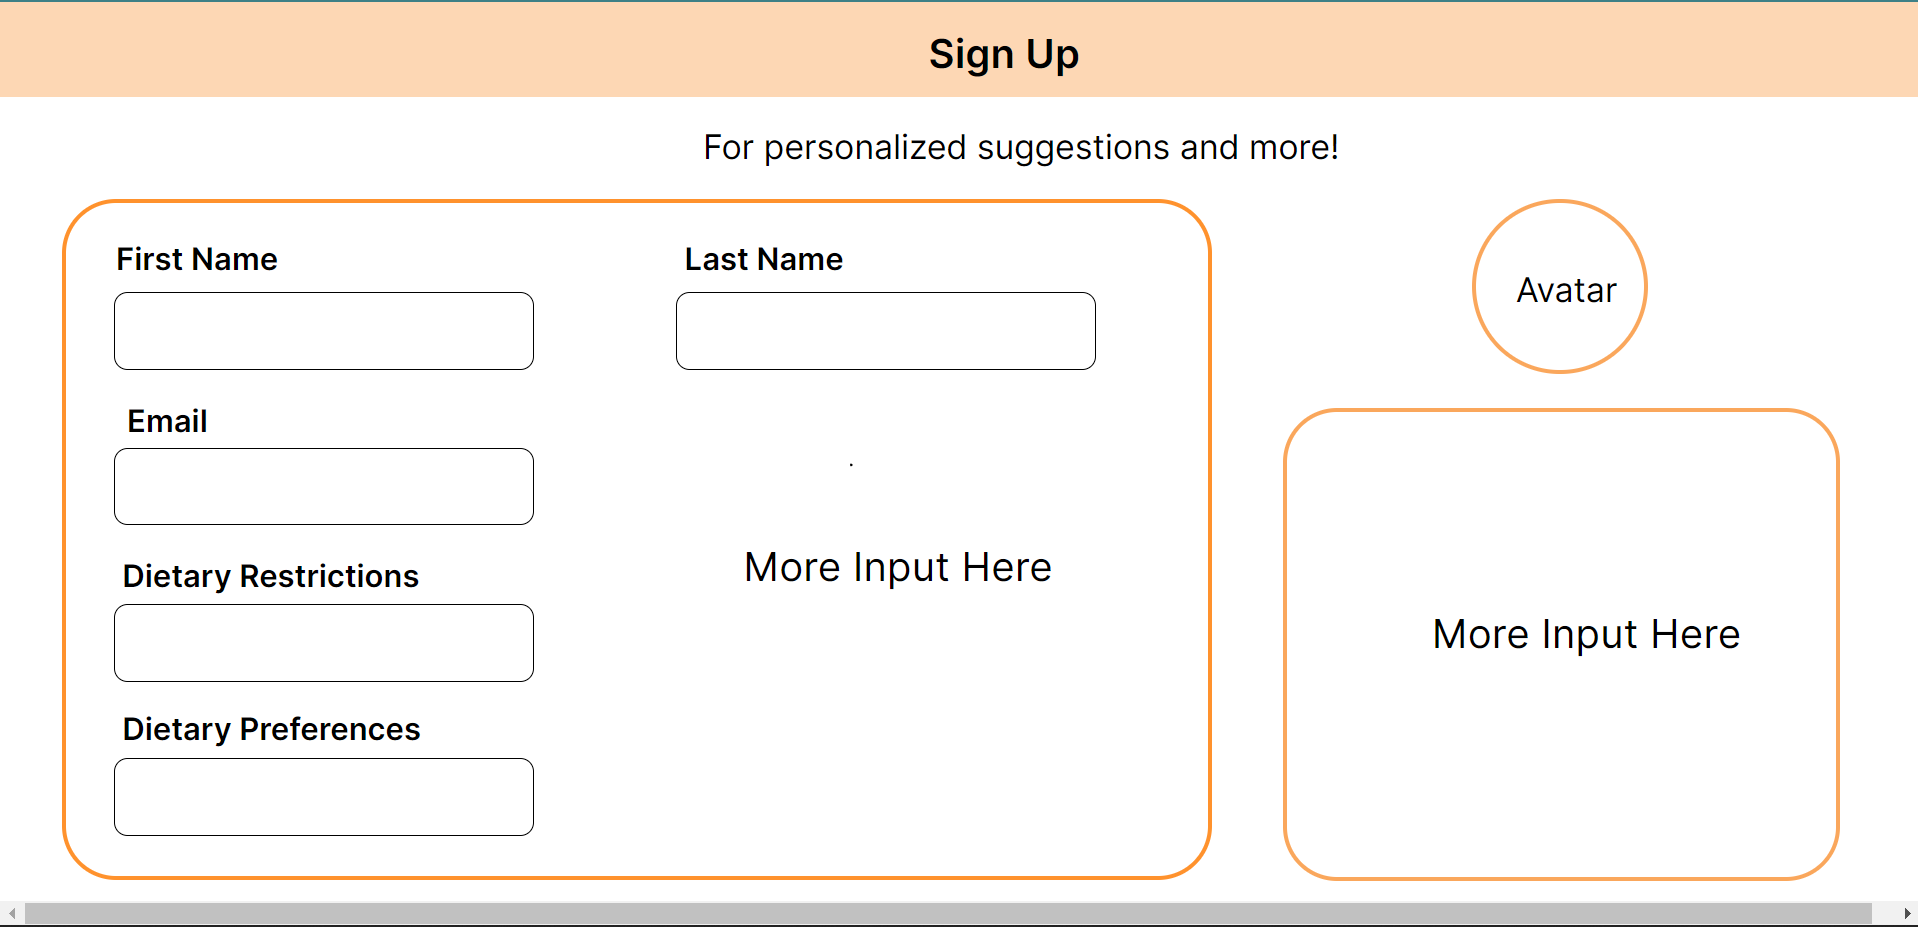 Sign Up
For personalized suggestions and more!
First Name
Last Name
Avatar
Email
.
More Input Here
Dietary Restrictions
More Input Here
Dietary Preferences